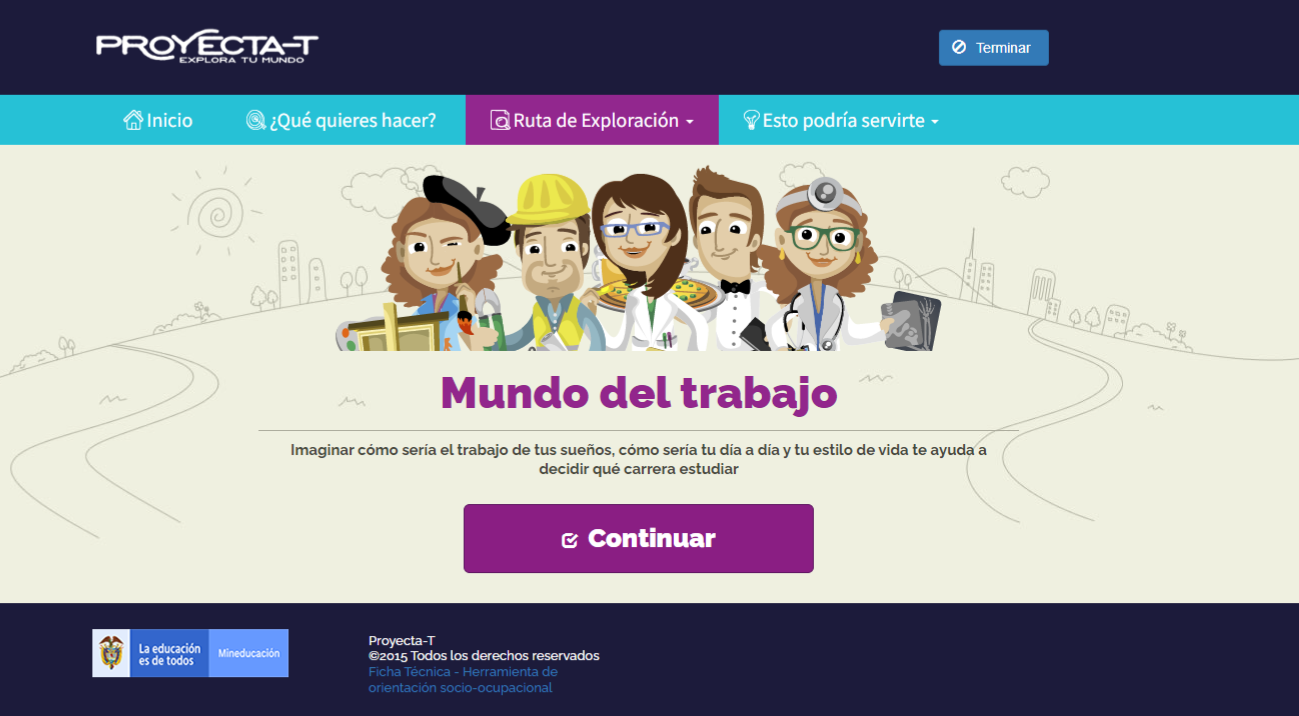 PROYECTA-T
EXPLORA TU MUNDO
Terminar
Inicio
¿Qué quieres hacer?
Ruta de Exploración
Esto podría servirte
Mundo del trabajo
Imaginar cómo sería el trabajo de tus sueños, cómo sería tu día a día y tu estilo de vida te ayuda a
decidir qué carrera estudiar
Continuar
La educación
es de todos
Mineducación
Proyecta-T
©2015 Todos los derechos reservados
Ficha Técnica - Herramienta de
orientación socio-ocupacional